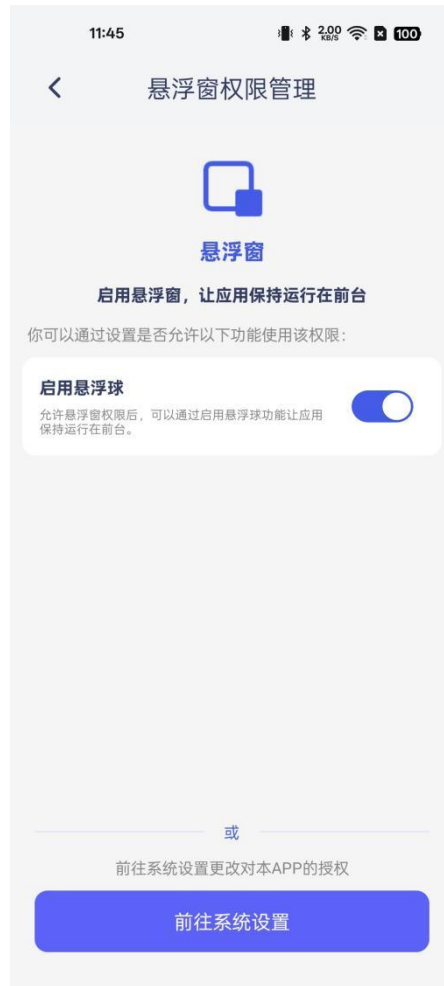 11:45
2.00 KB/S
100
悬浮窗权限管理
悬浮窗
启用悬浮窗，让应用保持运行在前台
你可以通过设置是否允许以下功能使用该权限：
启用悬浮球
允许悬浮窗权限后，可以通过启用悬浮球功能让应用
保持运行在前台。
或
前往系统设置更改对本APP的授权
前往系统设置